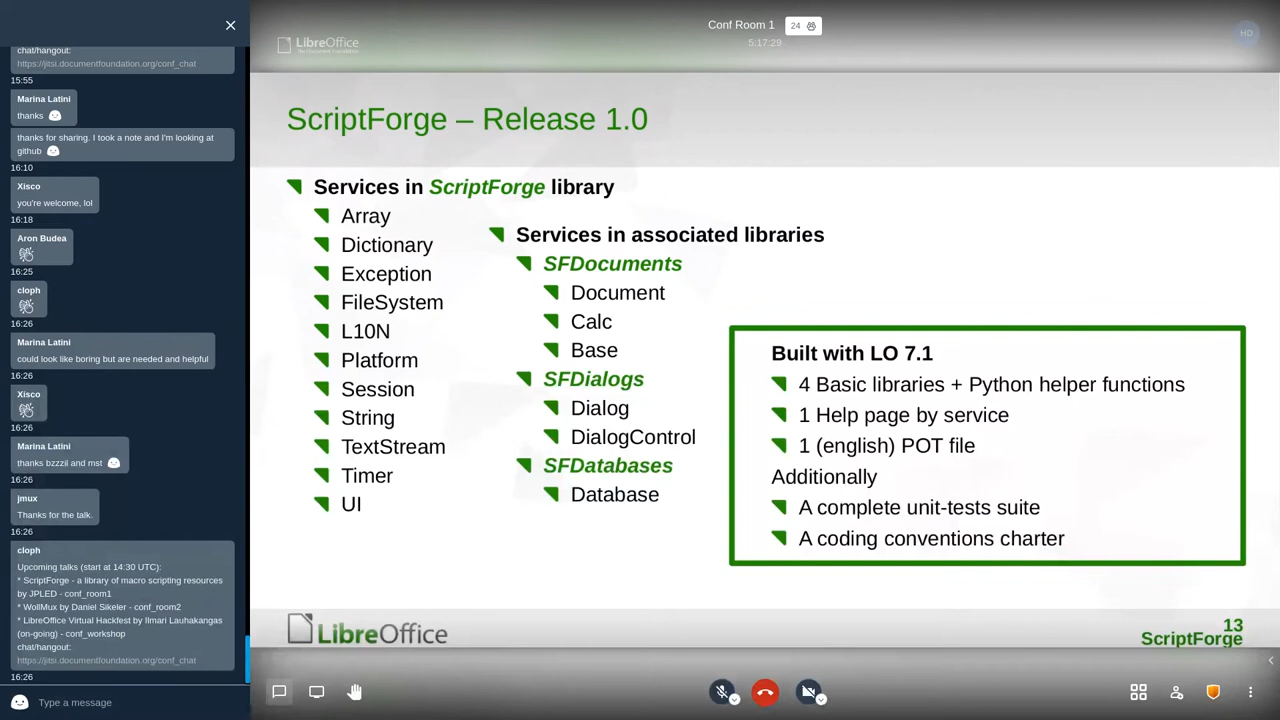 chat/hangout:
https://jitsi.documentfoundation.org/conf_chat
15:55
Marina Latini
thanks
thanks for sharing. I took a note and I'm looking at
github
16:10
Xisco
you're welcome, lol
16:18
Aron Budea
16:25
cloph
16:26
Marina Latini
could look like boring but are needed and helpful
16:26
Xisco
16:26
Marina Latini
thanks bzzzil and mst
16:26
jmux
Thanks for the talk.
16:26
cloph
Upcoming talks (start at 14:30 UTC):
* ScriptForge - a library of macro scripting resources
by JPLED - conf_room1
* WollMux by Daniel Sikeler - conf_room2
* LibreOffice Virtual Hackfest by Ilmari Lauhakangas
(on-going) - conf_workshop
chat/hangout:
https://jitsi.documentfoundation.org/conf_chat
16:26
Type a message
LibreOffice
The Document Foundation
Conf Room 1
24
5:17:29
HD
ScriptForge – Release 1.0
Services in ScriptForge library
Array
Dictionary
Exception
FileSystem
L10N
Platform
Session
String
TextStream
Timer
UI
Services in associated libraries
SFDocuments
Document
Calc
Base
SFDialogs
Dialog
DialogControl
SFDatabases
Database
Built with LO 7.1
4 Basic libraries + Python helper functions
1 Help page by service
1 (english) POT file
Additionally
A complete unit-tests suite
A coding conventions charter
LibreOffice
13
ScriptForge